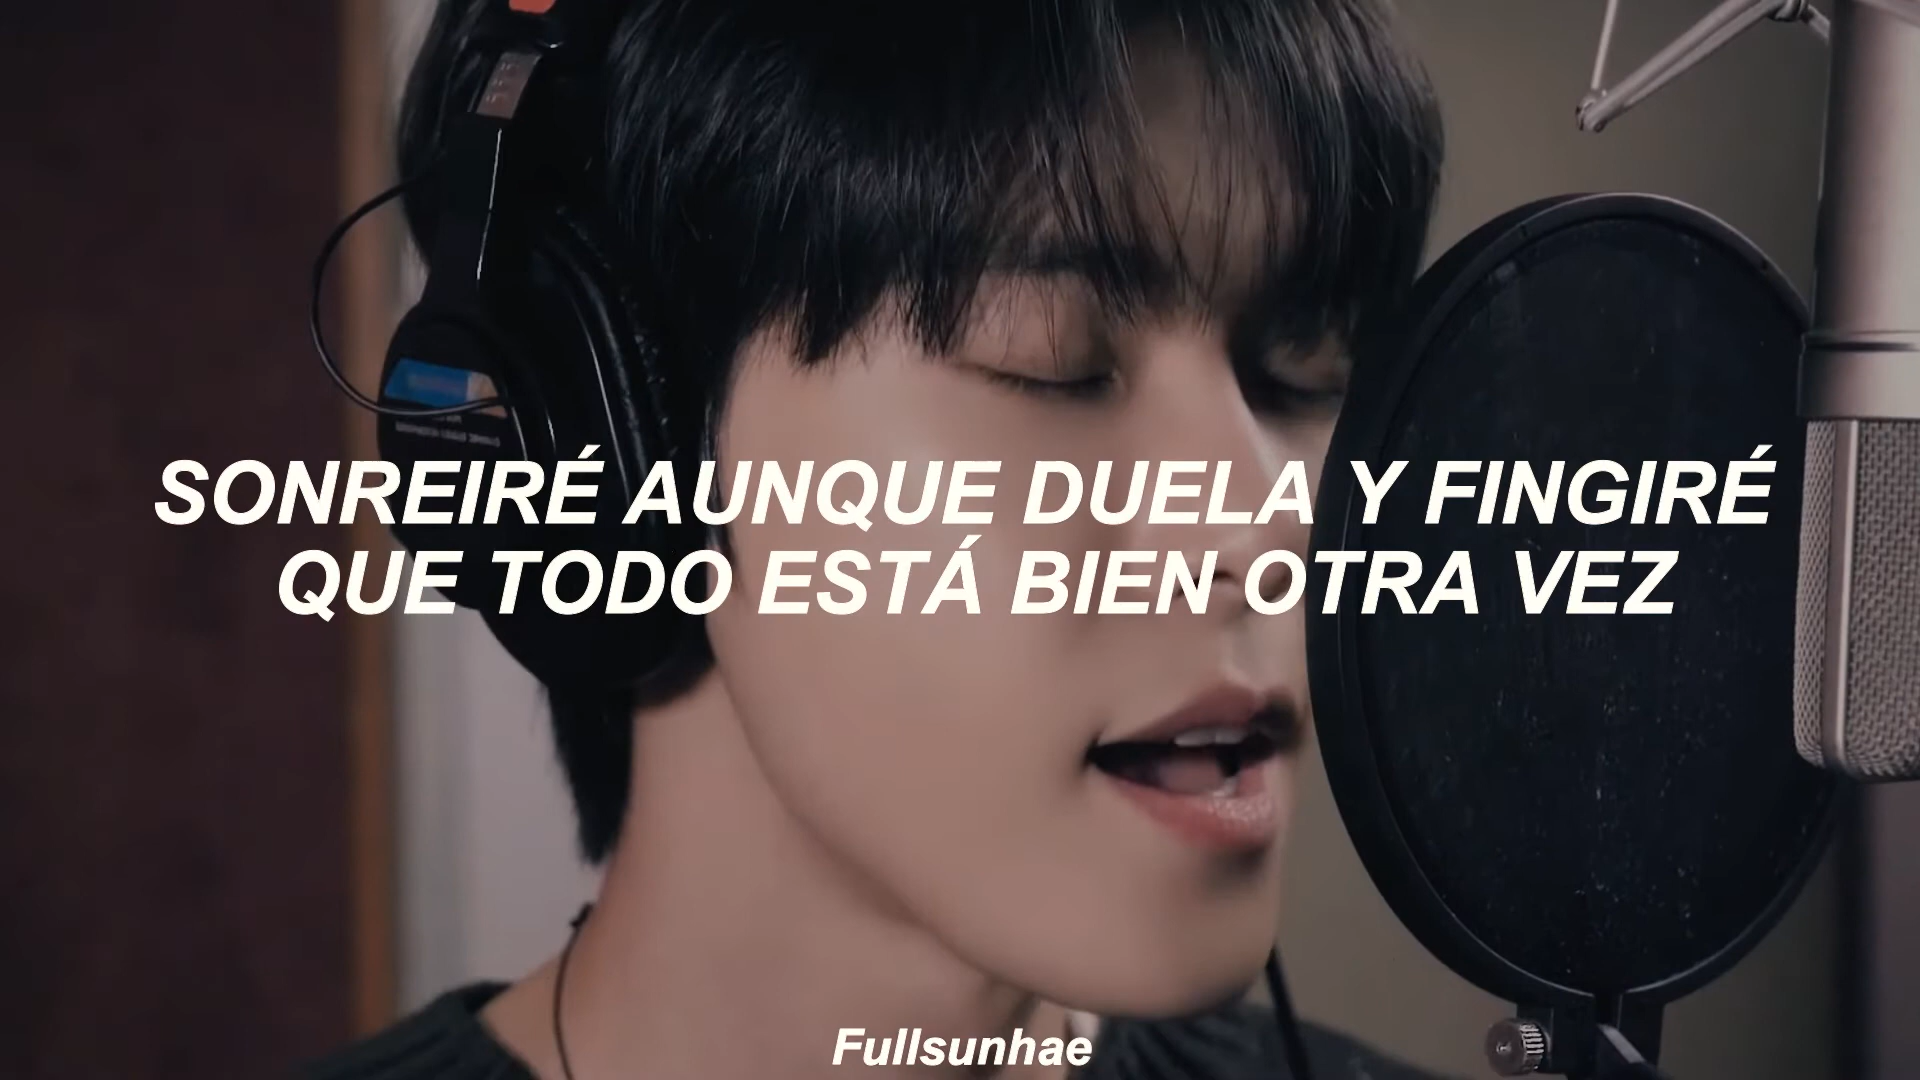 SONREIRÉ AUNQUE DUELA Y FINGIRÉ
QUE TODO ESTÁ BIEN OTRA VEZ
Fullsunhae